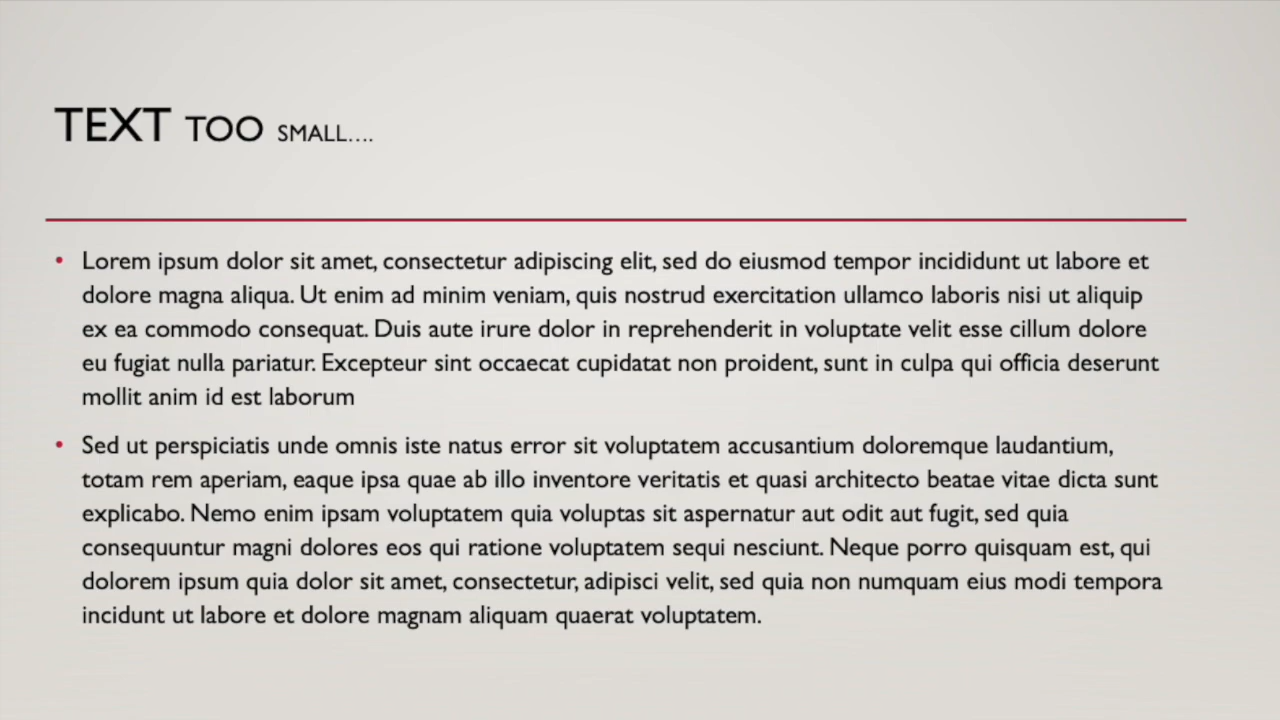 TEXT TOO SMALL....
• Lorem ipsum dolor sit amet, consectetur adipiscing elit, sed do eiusmod tempor incididunt ut labore et
dolore magna aliqua. Ut enim ad minim veniam, quis nostrud exercitation ullamco laboris nisi ut aliquip
ex ea commodo consequat. Duis aute irure dolor in reprehenderit in voluptate velit esse cillum dolore
eu fugiat nulla pariatur. Excepteur sint occaecat cupidatat non proident, sunt in culpa qui officia deserunt
mollit anim id est laborum
• Sed ut perspiciatis unde omnis iste natus error sit voluptatem accusantium doloremque laudantium,
totam rem aperiam, eaque ipsa quae ab illo inventore veritatis et quasi architecto beatae vitae dicta sunt
explicabo. Nemo enim ipsam voluptatem quia voluptas sit aspernatur aut odit aut fugit, sed quia
consequuntur magni dolores eos qui ratione voluptatem sequi nesciunt. Neque porro quisquam est, qui
dolorem ipsum quia dolor sit amet, consectetur, adipisci velit, sed quia non numquam eius modi tempora
incidunt ut labore et dolore magnam aliquam quaerat voluptatem.